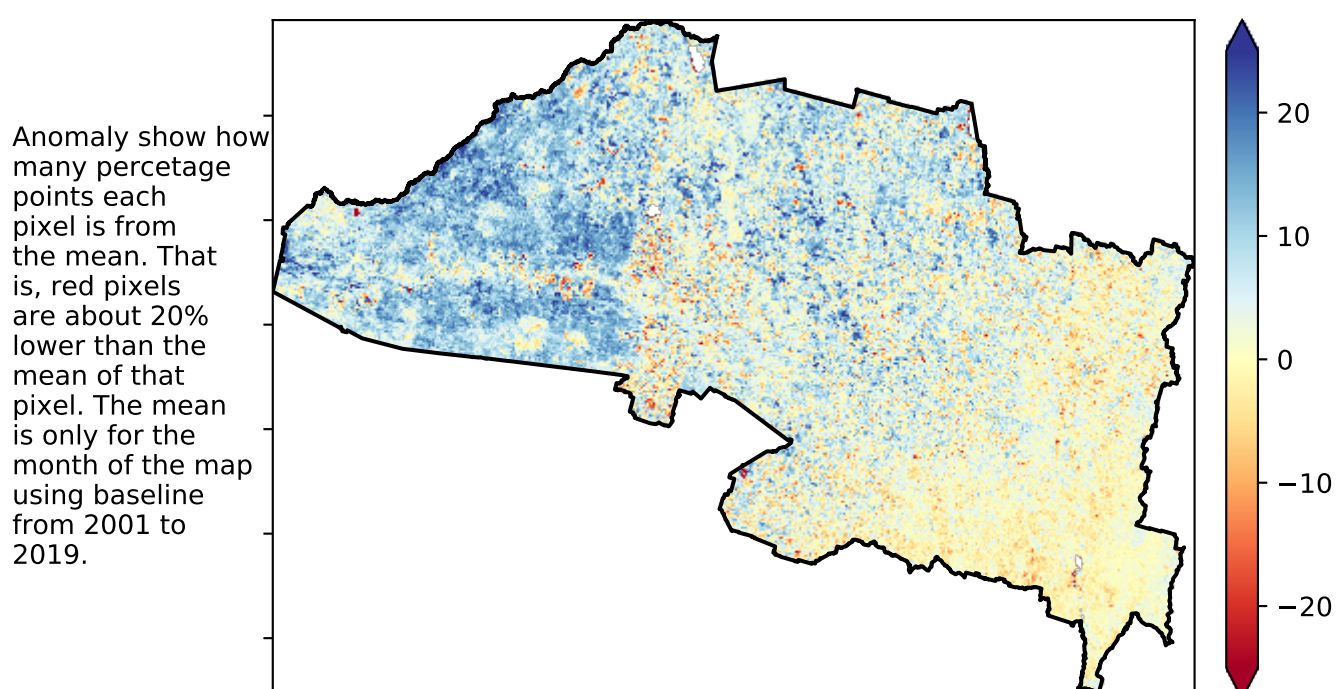 Anomaly show how
many percetage
points each
pixel is from
the mean. That
is, red pixels
are about 20%
lower than the
mean of that
pixel. The mean
is only for the
month of the map
using baseline
from 2001 to
2019.
20
10
0
−10
−20